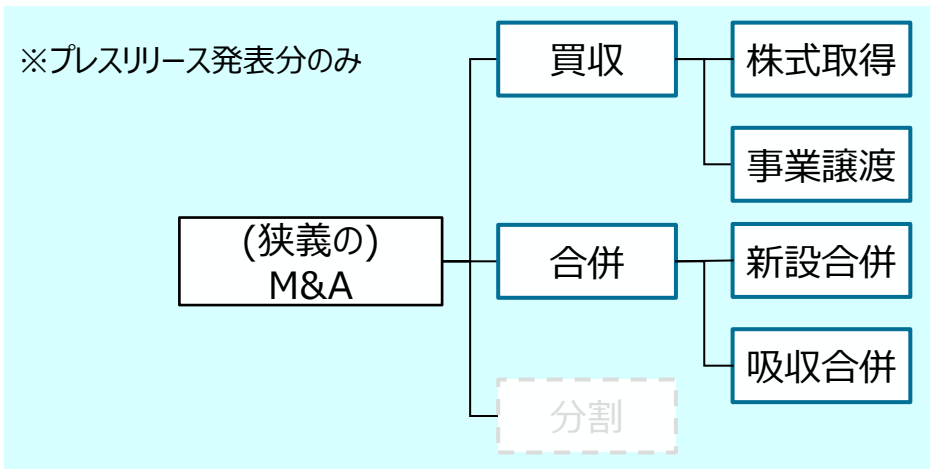 ※プレスリリース発表分のみ
買収
株式取得
事業譲渡
(狭義の)
M&A
合併
新設合併
吸収合併
分割